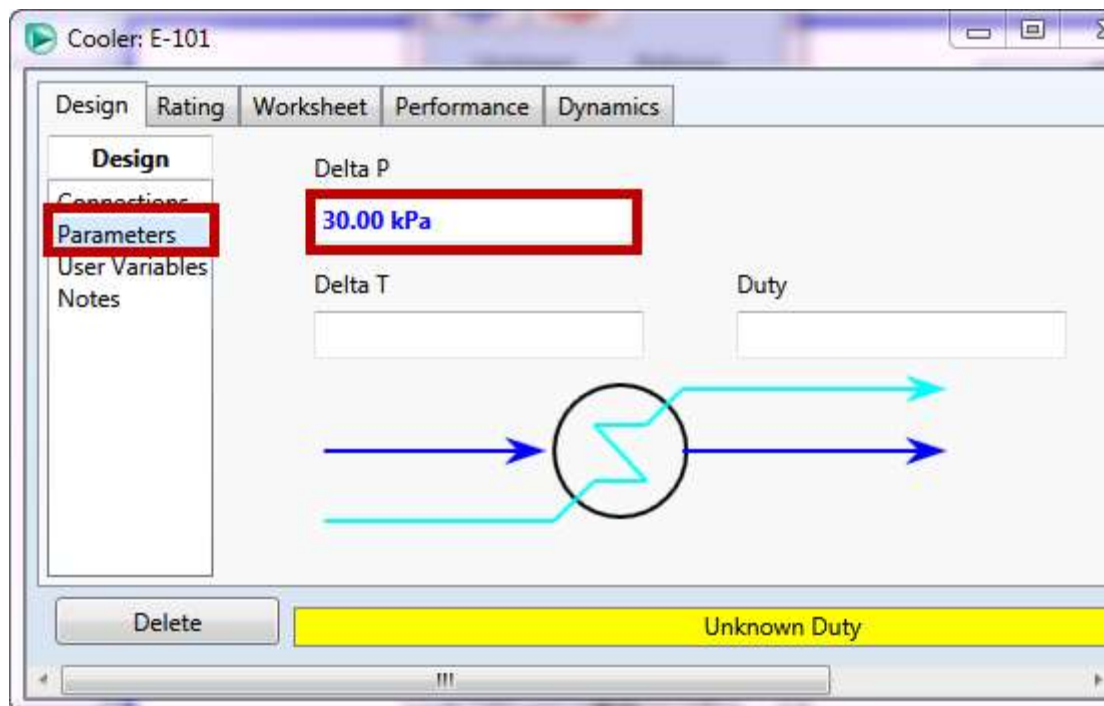 Cooler: E-101
Design Rating Worksheet Performance Dynamics
Design
Connections
Parameters
User Variables
Notes
Delta P
30.00 kPa
Delta T Duty
Delete Unknown Duty